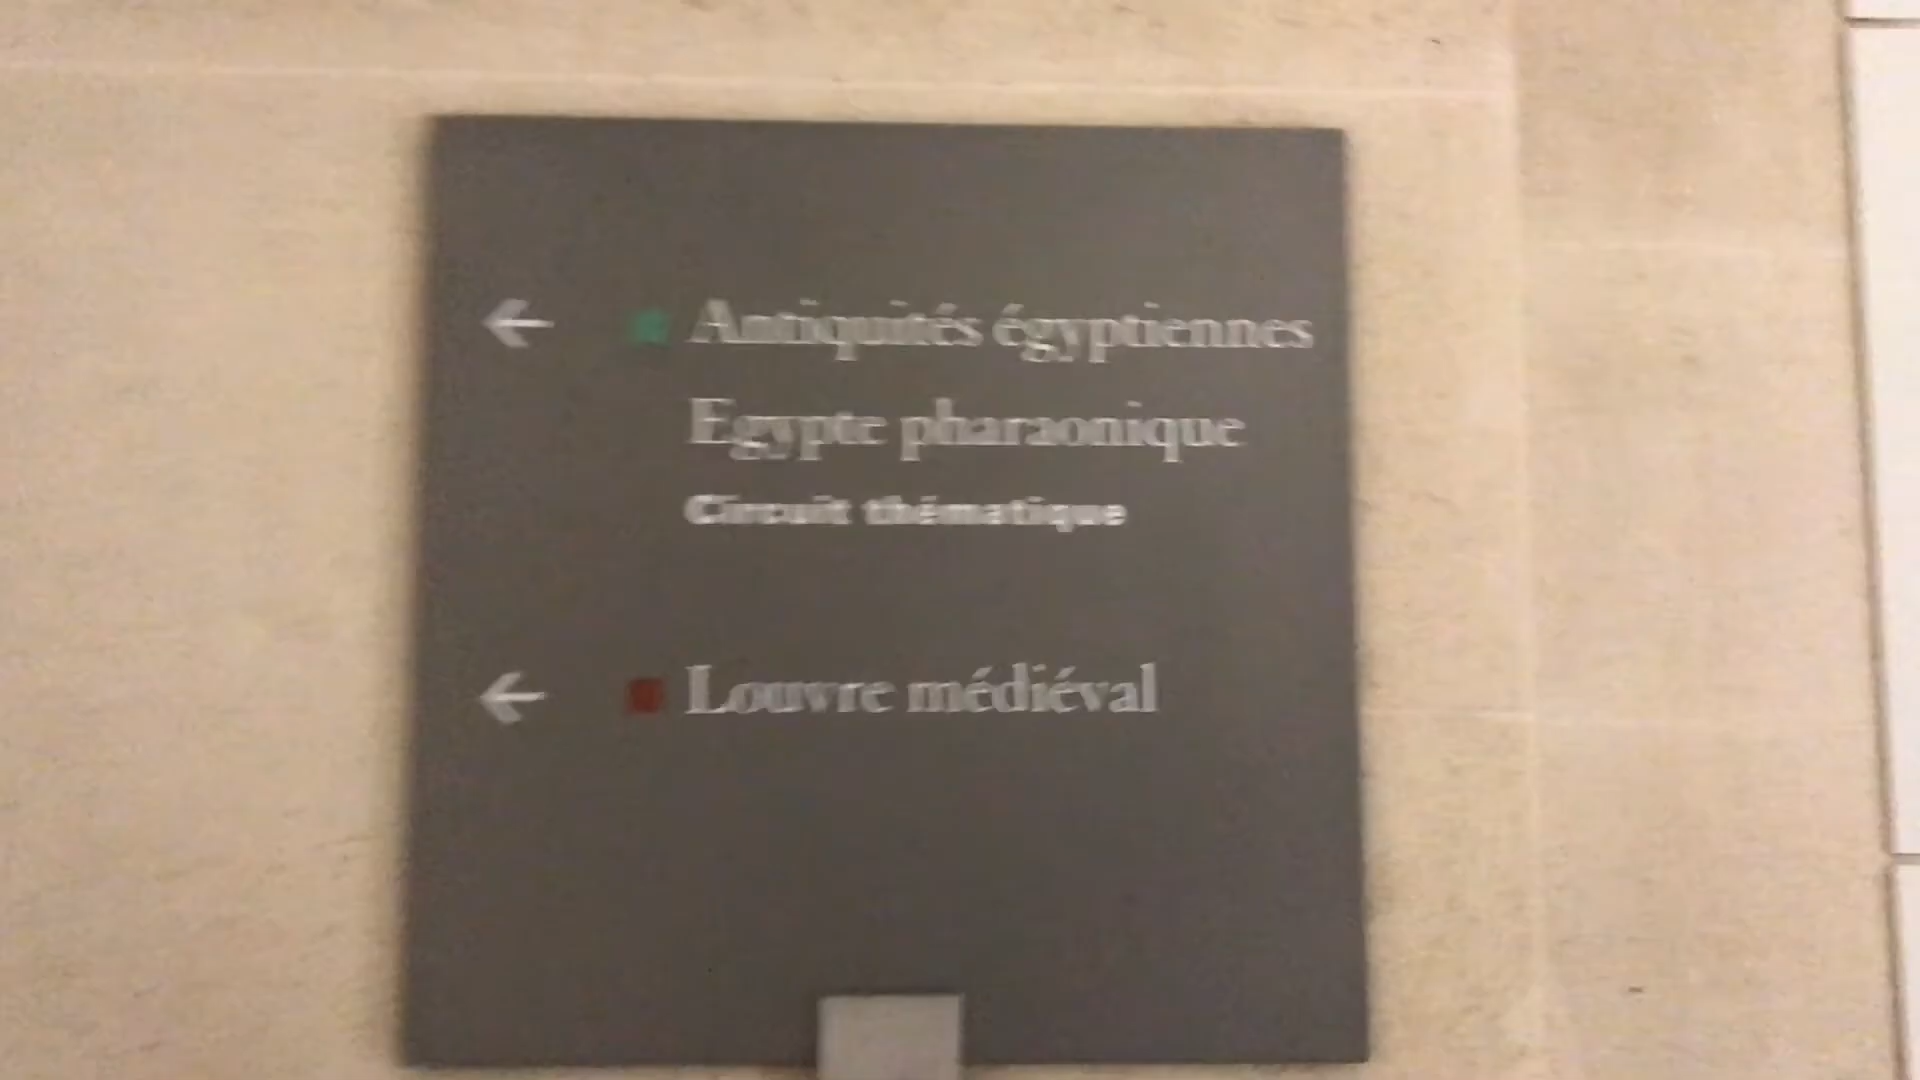 Antiquités égyptiennes
Egypte pharaonique
Circuit thématique
Louvre médiéval